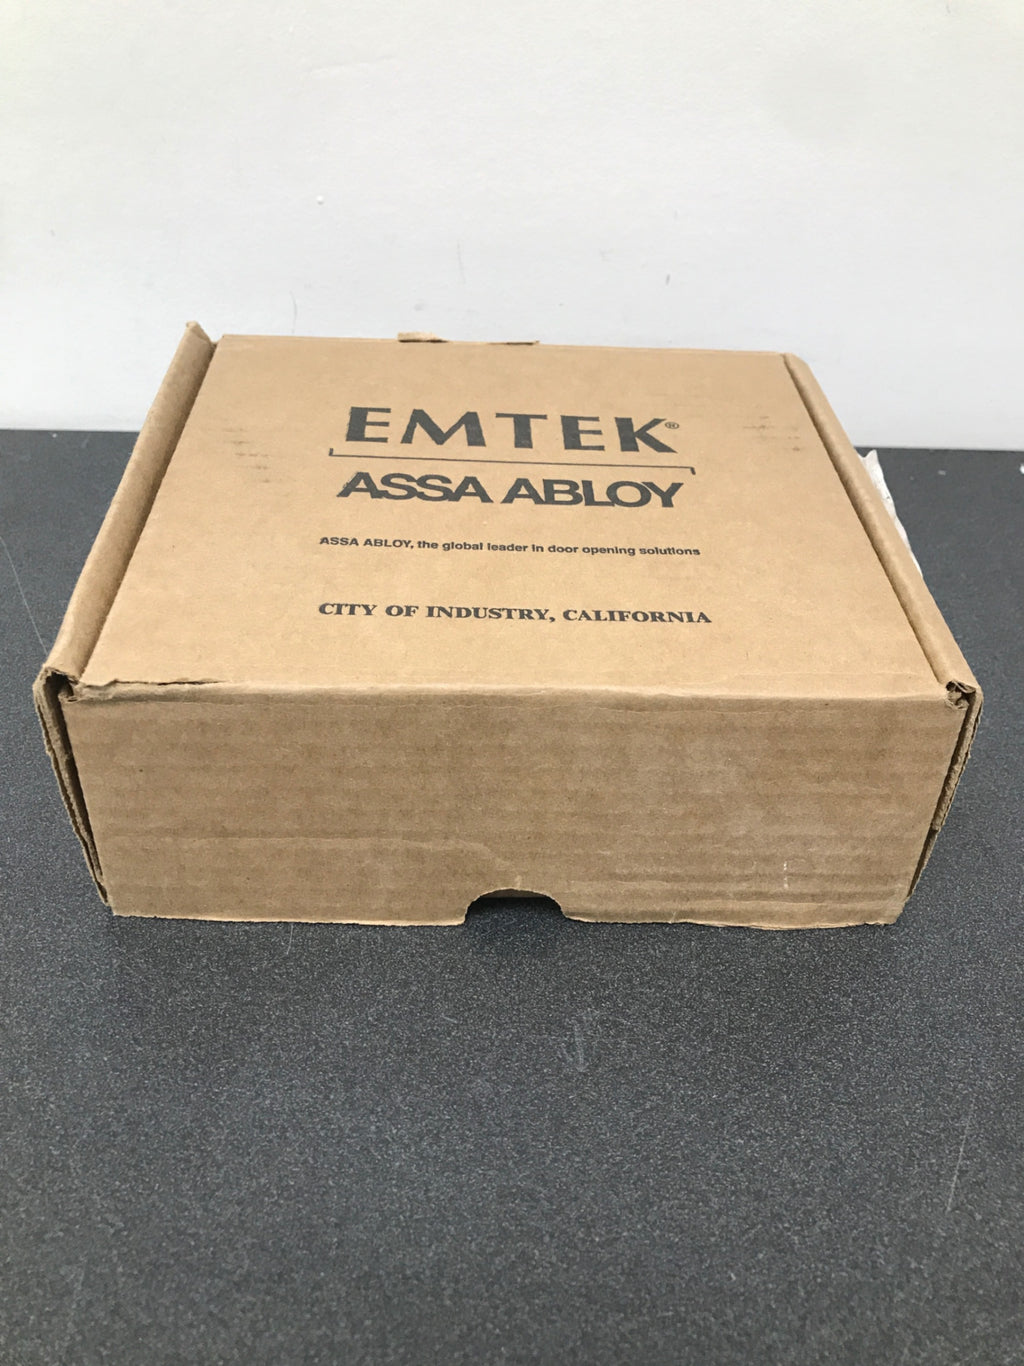 EMTEK®
ASSA ABLOY
ASSA ABLOY, the global leader in door opening solutions
CITY OF INDUSTRY, CALIFORNIA